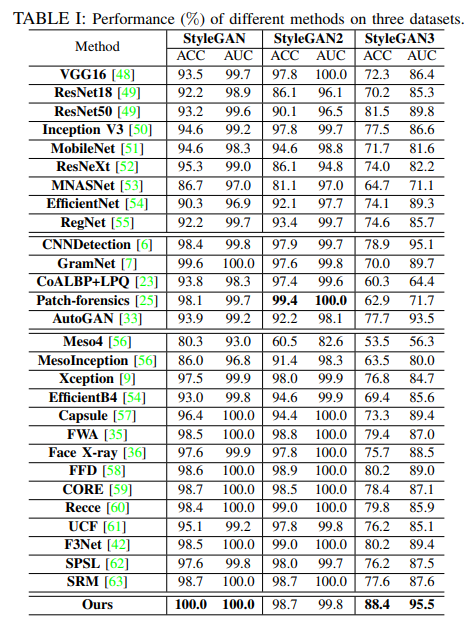 TABLE I: Performance (%) of different methods on three datasets.
Method StyleGAN StyleGAN2 StyleGAN3
ACC AUC ACC AUC ACC AUC
VGG16 [48] 93.5 99.7 97.8 100.0 72.3 86.4
ResNet18 [49] 92.2 98.9 86.1 96.1 70.2 85.3
ResNet50 [49] 93.2 99.6 90.1 96.5 81.5 89.8
Inception V3 [50] 94.6 99.2 97.8 99.7 77.5 86.6
MobileNet [51] 94.6 98.3 94.6 98.8 71.7 81.6
ResNeXt [52] 95.3 99.0 86.1 94.8 74.0 82.2
MNASNet [53] 86.7 97.0 81.1 97.0 64.7 71.1
EfficientNet [54] 90.3 96.9 92.1 97.7 74.1 89.3
RegNet [55] 92.2 99.7 93.4 99.7 74.6 85.7
CNNDetection [6] 98.4 99.8 97.9 99.7 78.9 95.1
GramNet [7] 99.6 100.0 97.6 99.8 70.0 89.7
CoALBP+LPQ [23] 93.8 98.3 97.4 99.6 60.3 64.4
Patch-forensics [25] 98.1 99.7 99.4 100.0 62.9 71.7
AutoGAN [33] 93.9 99.2 92.2 98.1 77.7 93.5
Meso4 [56] 80.3 93.0 60.5 82.6 53.5 56.3
MesoInception [56] 86.0 96.8 91.4 98.3 63.5 80.0
Xception [9] 97.5 99.9 98.0 99.9 76.8 84.7
EfficientB4 [54] 93.0 99.8 94.6 99.9 69.4 85.6
Capsule [57] 96.4 100.0 94.4 100.0 73.3 89.4
FWA [35] 98.5 100.0 98.8 100.0 79.4 87.0
Face X-ray [36] 97.6 99.9 97.8 99.9 75.7 88.5
FFD [58] 98.6 100.0 98.9 100.0 80.2 89.0
CORE [59] 98.7 100.0 98.5 100.0 78.4 87.1
Recce [60] 98.4 100.0 99.0 100.0 79.8 85.9
UCF [61] 95.1 99.2 97.8 99.8 76.2 85.1
F3Net [42] 98.5 100.0 99.0 100.0 80.2 89.4
SPSL [62] 97.6 99.8 98.0 99.7 76.2 87.5
SRM [63] 98.7 100.0 98.7 100.0 77.6 87.6
Ours 100.0 100.0 98.7 99.8 88.4 95.5